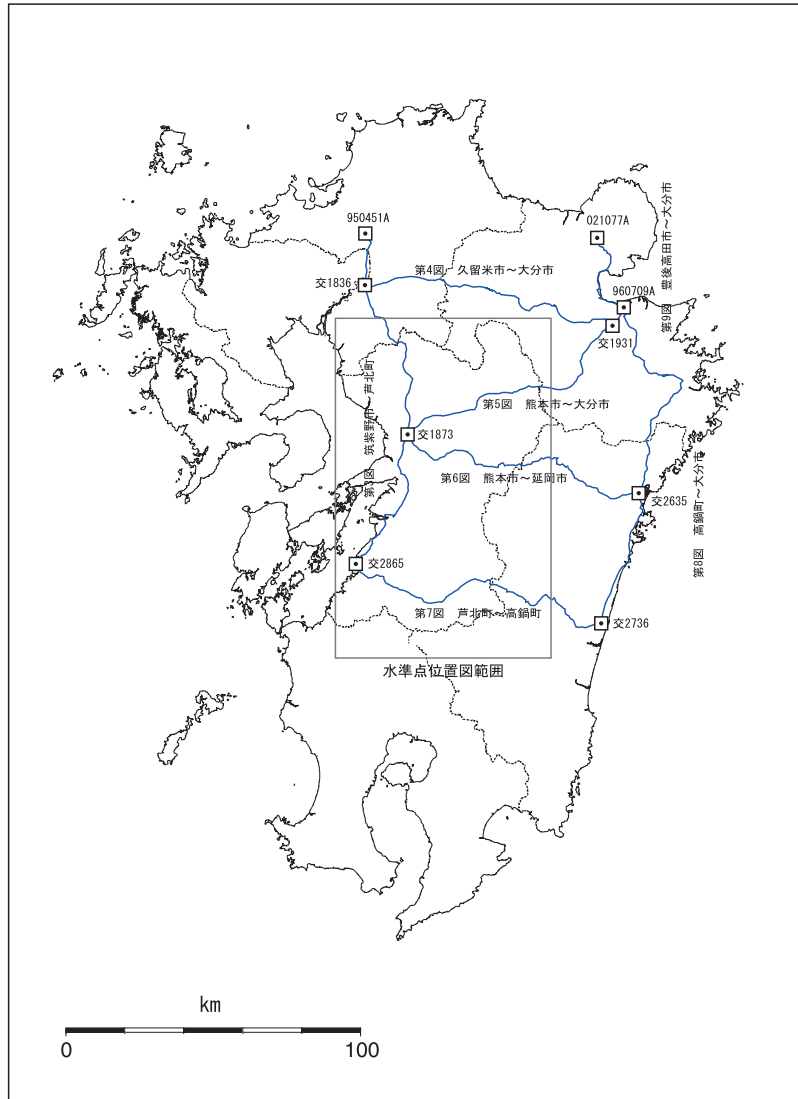 950451A
021077A
第9図　豊後高田市～大分市
交1836
第4図　久留米市～大分市
960709A
交1931
筑紫野市～芦北町
第5図　熊本市～大分市
交1873
第6図　熊本市～延岡市
交2635
第8図　高鍋町～大分市
交2865
第7図　芦北町～高鍋町
交2736
水準点位置図範囲
km
0
100